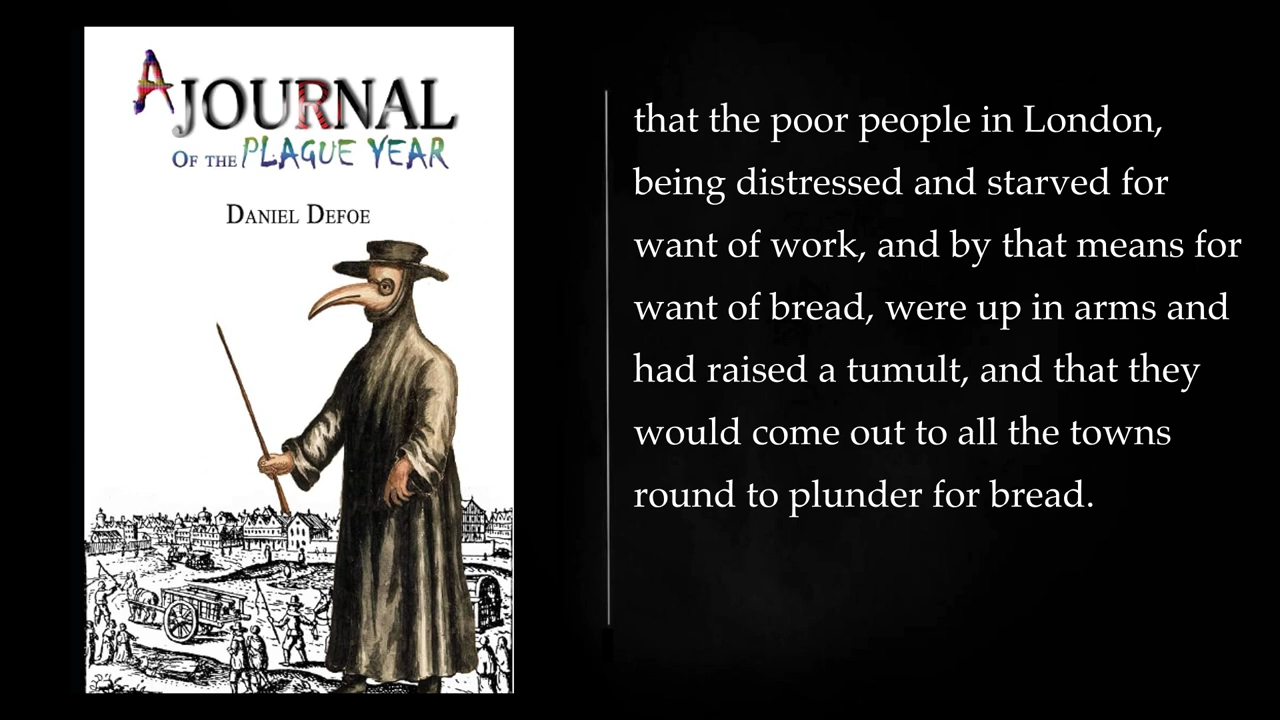 A JOURNAL
OF THE PLAGUE YEAR
DANIEL DEFOE
that the poor people in London,
being distressed and starved for
want of work, and by that means for
want of bread, were up in arms and
had raised a tumult, and that they
would come out to all the towns
round to plunder for bread.